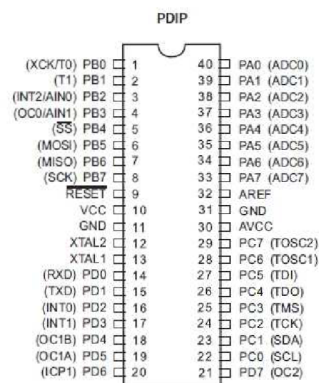 PDIP
(XCK/T0) PB0 1 40 PA0 (ADC0)
(T1) PB1 2 39 PA1 (ADC1)
(INT2/AIN0) PB2 3 38 PA2 (ADC2)
(OC0/AIN1) PB3 4 37 PA3 (ADC3)
(SS) PB4 5 36 PA4 (ADC4)
(MOSI) PB5 6 35 PA5 (ADC5)
(MISO) PB6 7 34 PA6 (ADC6)
(SCK) PB7 8 33 PA7 (ADC7)
RESET 9 32 AREF
VCC 10 31 GND
GND 11 30 AVCC
XTAL2 12 29 PC7 (TOSC2)
XTAL1 13 28 PC6 (TOSC1)
(RXD) PD0 14 27 PC5 (TDI)
(TXD) PD1 15 26 PC4 (TDO)
(INT0) PD2 16 25 PC3 (TMS)
(INT1) PD3 17 24 PC2 (TCK)
(OC1B) PD4 18 23 PC1 (SDA)
(OC1A) PD5 19 22 PC0 (SCL)
(ICP1) PD6 20 21 PD7 (OC2)